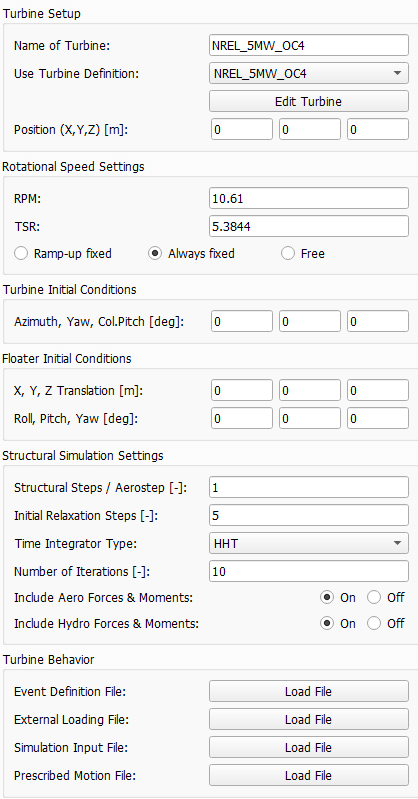 Turbine Setup
Name of Turbine: NREL_5MW_OC4
Use Turbine Definition: NREL_5MW_OC4
Edit Turbine
Position (X,Y,Z) [m]: 0 0 0
Rotational Speed Settings
RPM: 10.61
TSR: 5.3844
Ramp-up fixed Always fixed Free
Turbine Initial Conditions
Azimuth, Yaw, Col.Pitch [deg]: 0 0 0
Floater Initial Conditions
X, Y, Z Translation [m]: 0 0 0
Roll, Pitch, Yaw [deg]: 0 0 0
Structural Simulation Settings
Structural Steps / Aerostep [-]: 1
Initial Relaxation Steps [-]: 5
Time Integrator Type: HHT
Number of Iterations [-]: 10
Include Aero Forces & Moments: On Off
Include Hydro Forces & Moments: On Off
Turbine Behavior
Event Definition File: Load File
External Loading File: Load File
Simulation Input File: Load File
Prescribed Motion File: Load File